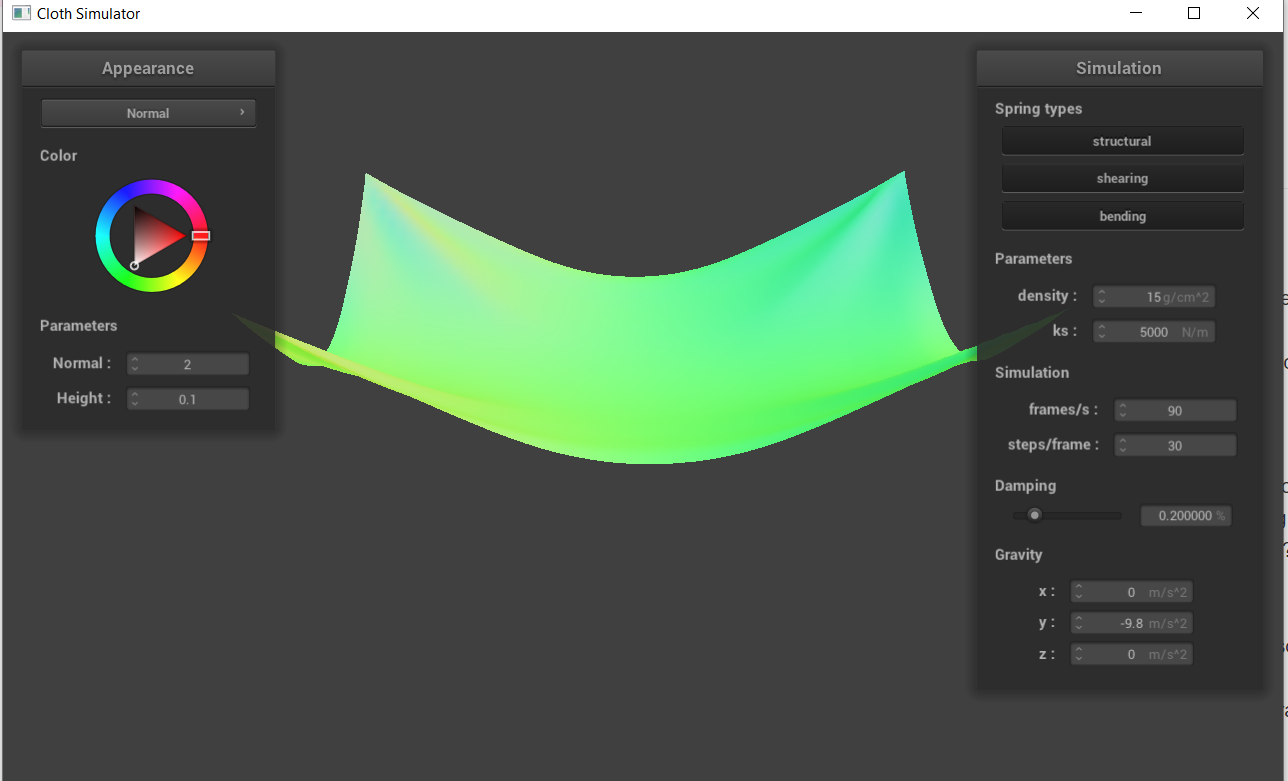 Cloth Simulator
Appearance
Normal
Color
Parameters
Normal : 2
Height : 0.1
Simulation
Spring types
structural
shearing
bending
Parameters
density : 15 g/cm^2
ks : 5000 N/m
Simulation
frames/s : 90
steps/frame : 30
Damping
0.200000 %
Gravity
x : 0 m/s^2
y : -9.8 m/s^2
z : 0 m/s^2